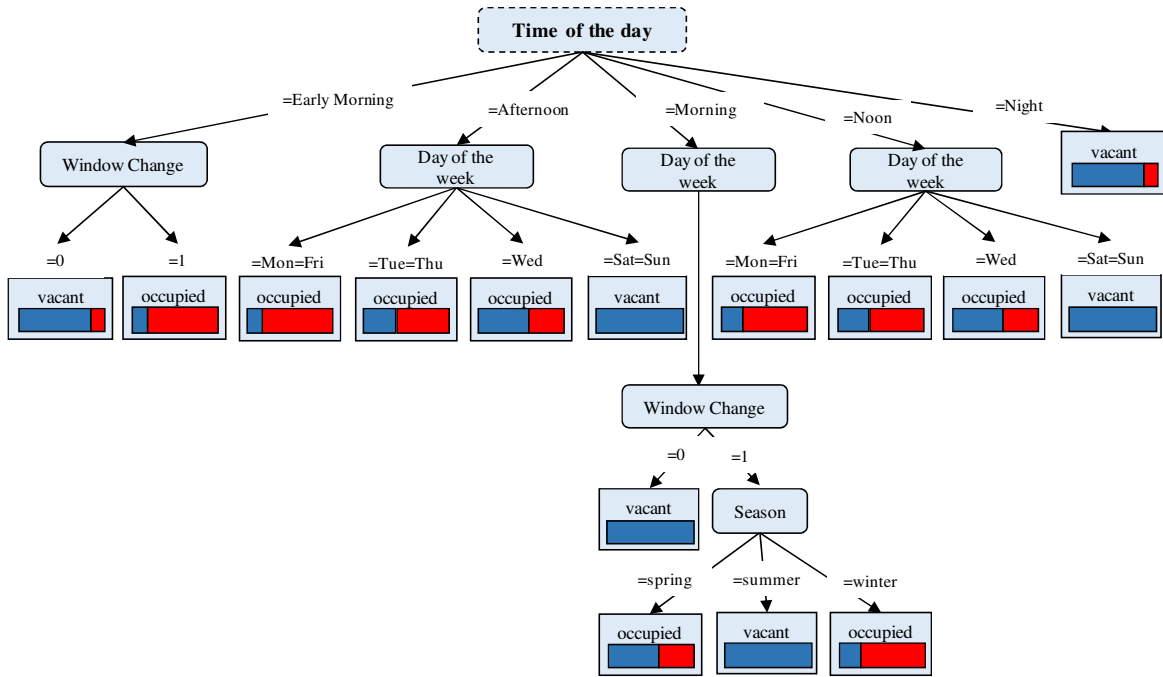 Time of the day
=Early Morning
=Afternoon
=Morning
=Noon
=Night
Window Change
Day of the
week
Day of the
week
Day of the
week
vacant
=0
=1
=Mon=Fri
=Tue=Thu
=Wed
=Sat=Sun
=Mon=Fri
=Tue=Thu
=Wed
=Sat=Sun
vacant
occupied
occupied
occupied
occupied
vacant
occupied
occupied
occupied
vacant
Window Change
=0
=1
vacant
Season
=spring
=summer
=winter
occupied
vacant
occupied